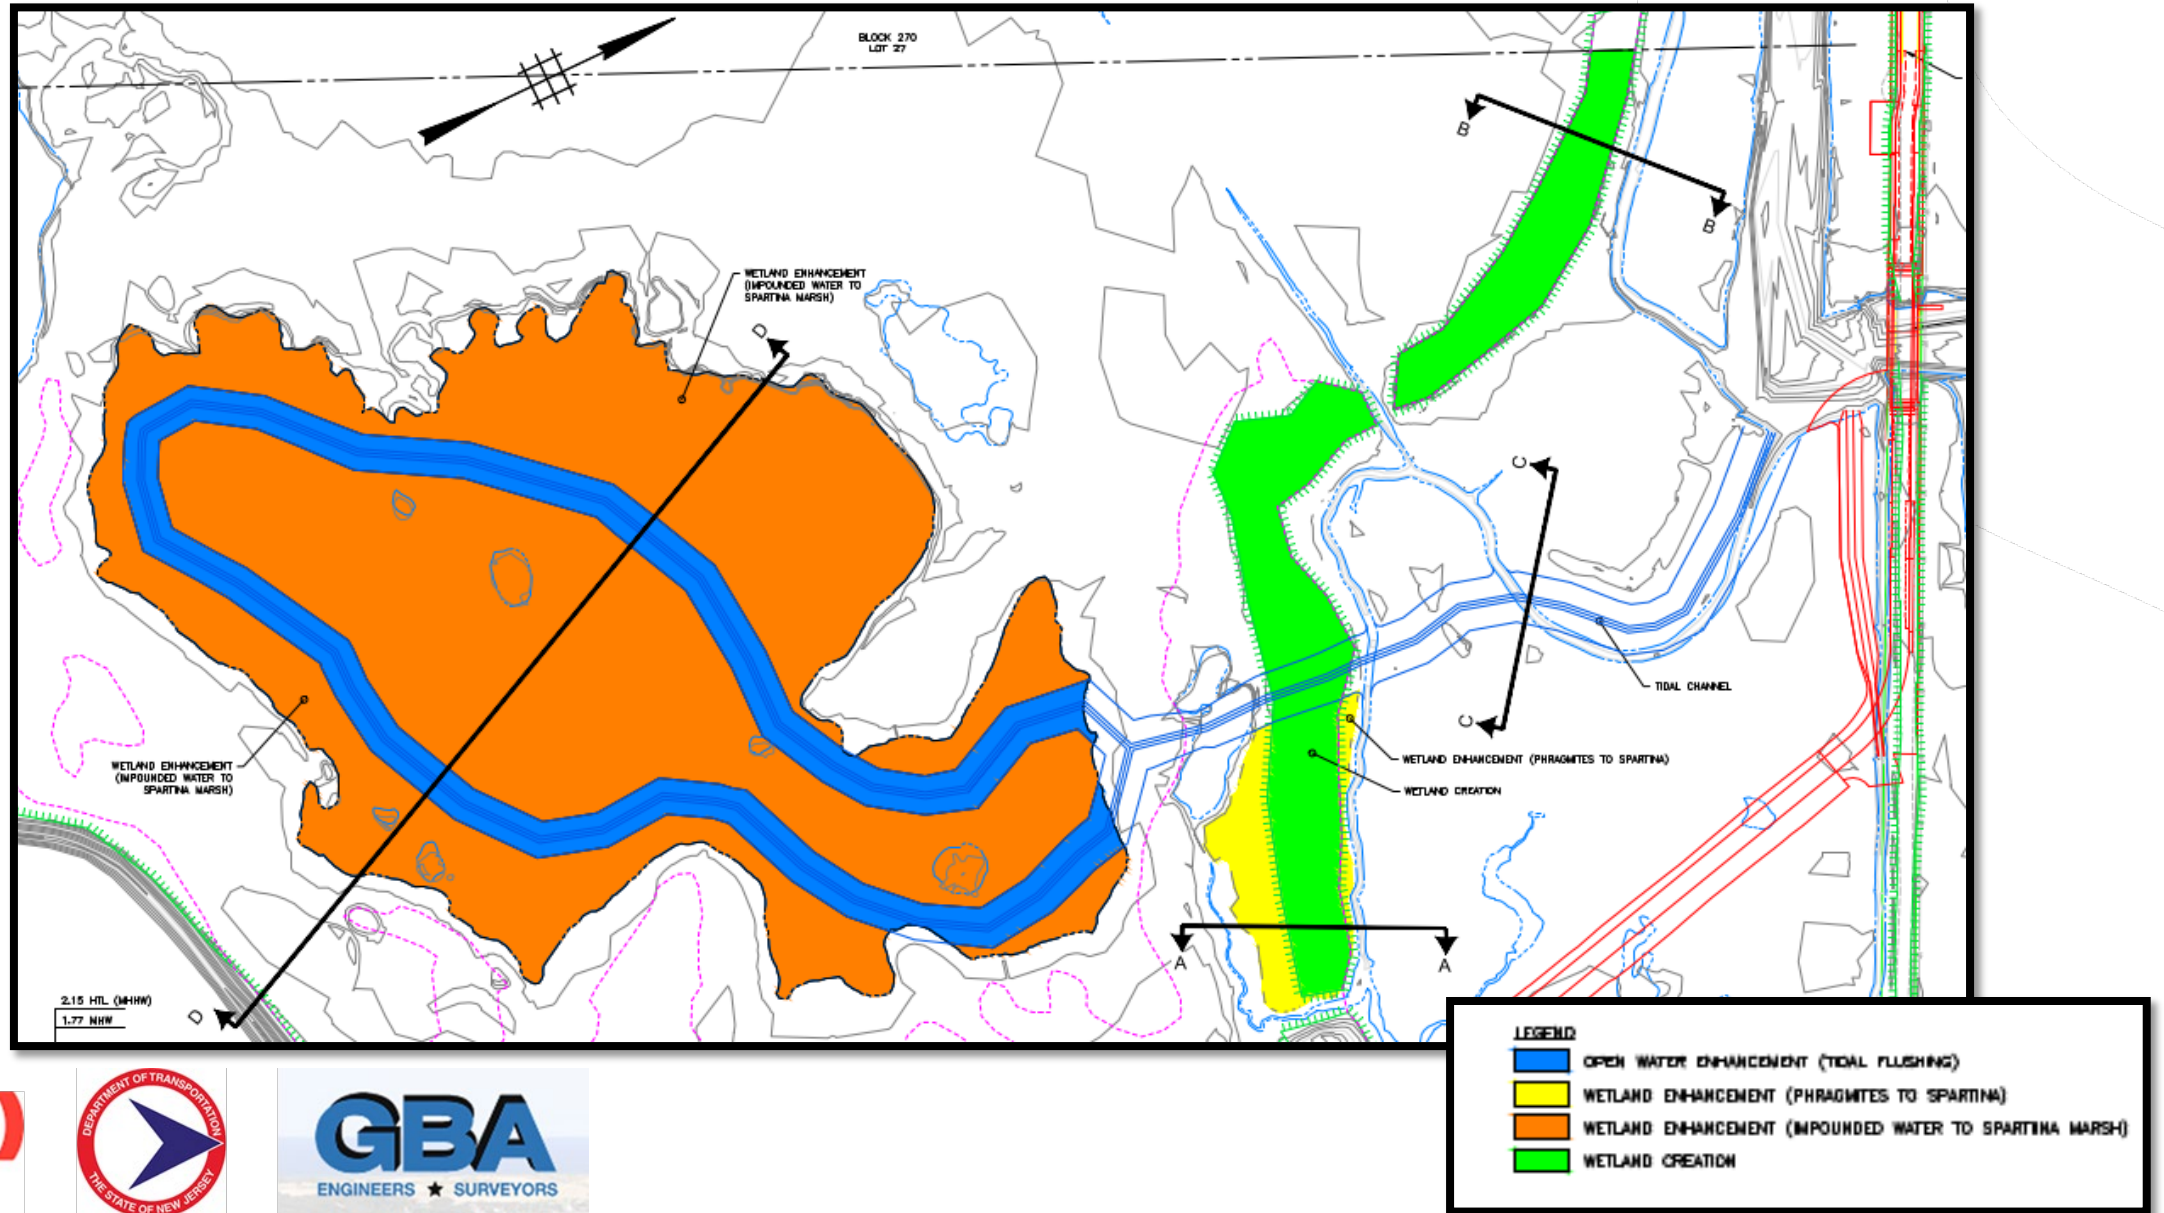 BLOCK 270
LOT 27
B
B
WETLAND ENHANCEMENT
(IMPOUNDED WATER TO
SPARTINA MARSH)
D
C
C
TIDAL CHANNEL
WETLAND ENHANCEMENT (PHRAGMITES TO SPARTINA)
WETLAND CREATION
WETLAND ENHANCEMENT
(IMPOUNDED WATER TO
SPARTINA MARSH)
A
A
2.15 HTL (MHHW)
1.77 MHW
D
LEGEND
OPEN WATER ENHANCEMENT (TIDAL FLUSHING)
WETLAND ENHANCEMENT (PHRAGMITES TO SPARTINA)
WETLAND ENHANCEMENT (IMPOUNDED WATER TO SPARTINA MARSH)
WETLAND CREATION
DEPARTMENT OF TRANSPORTATION
THE STATE OF NEW JERSEY
GBA
ENGINEERS ★ SURVEYORS